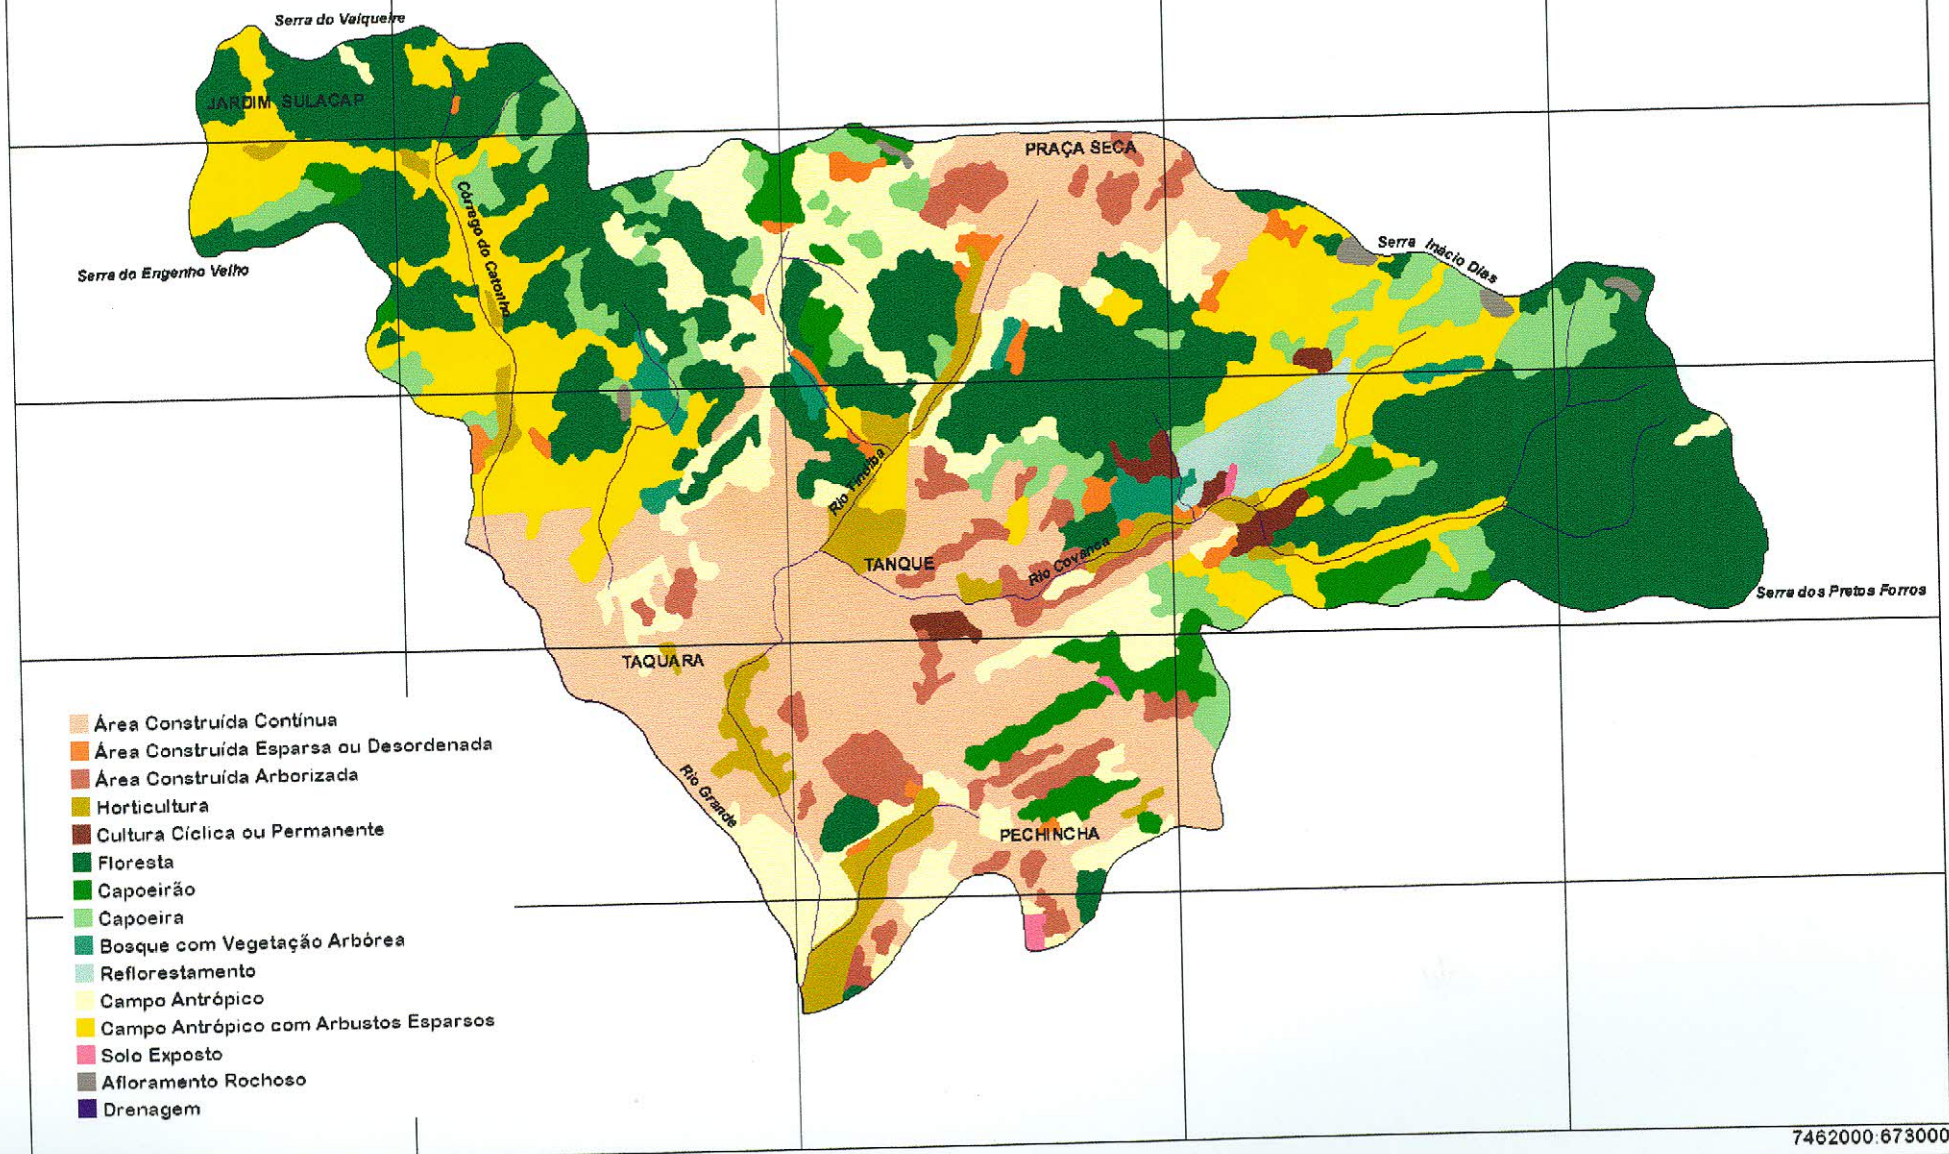 Serra do Valqueire
JARDIM SULACAP
PRAÇA SECA
Córrego do Catonho
Serra Inácio Dias
Serra do Engenho Velho
Rio Tindiba
TANQUE
Rio Covanca
Serra dos Pretos Forros
TAQUARA
Rio Grande
PECHINCHA
Área Construída Contínua
Área Construída Esparsa ou Desordenada
Área Construída Arborizada
Horticultura
Cultura Cíclica ou Permanente
Floresta
Capoeirão
Capoeira
Bosque com Vegetação Arbórea
Reflorestamento
Campo Antrópico
Campo Antrópico com Arbustos Esparsos
Solo Exposto
Afloramento Rochoso
Drenagem
7462000:673000